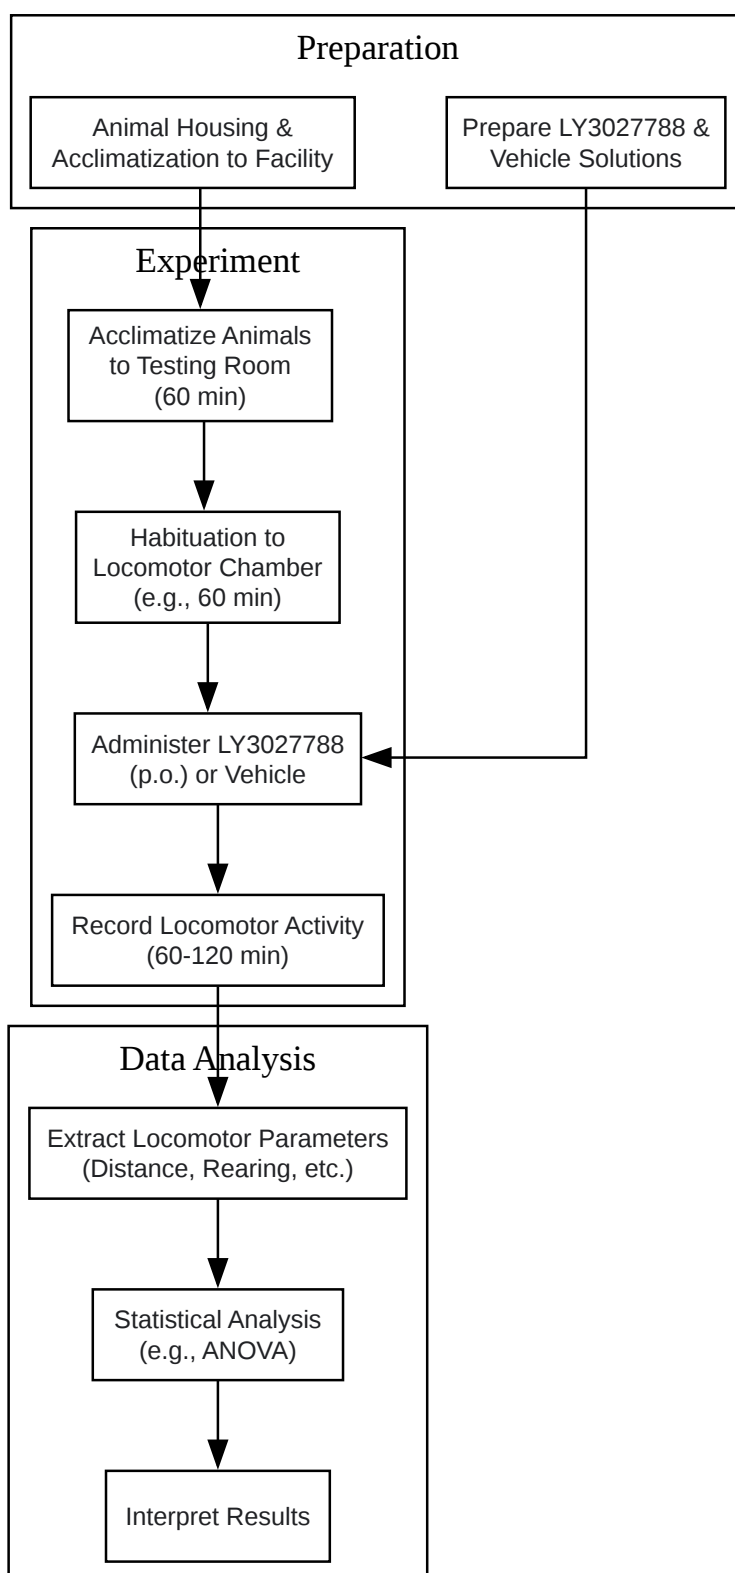 Preparation
Animal Housing &
Acclimatization to Facility
Prepare LY3027788 &
Vehicle Solutions
Experiment
Acclimatize Animals
to Testing Room
(60 min)
Habituation to
Locomotor Chamber
(e.g., 60 min)
Administer LY3027788
(p.o.) or Vehicle
Record Locomotor Activity
(60-120 min)
Data Analysis
Extract Locomotor Parameters
(Distance, Rearing, etc.)
Statistical Analysis
(e.g., ANOVA)
Interpret Results